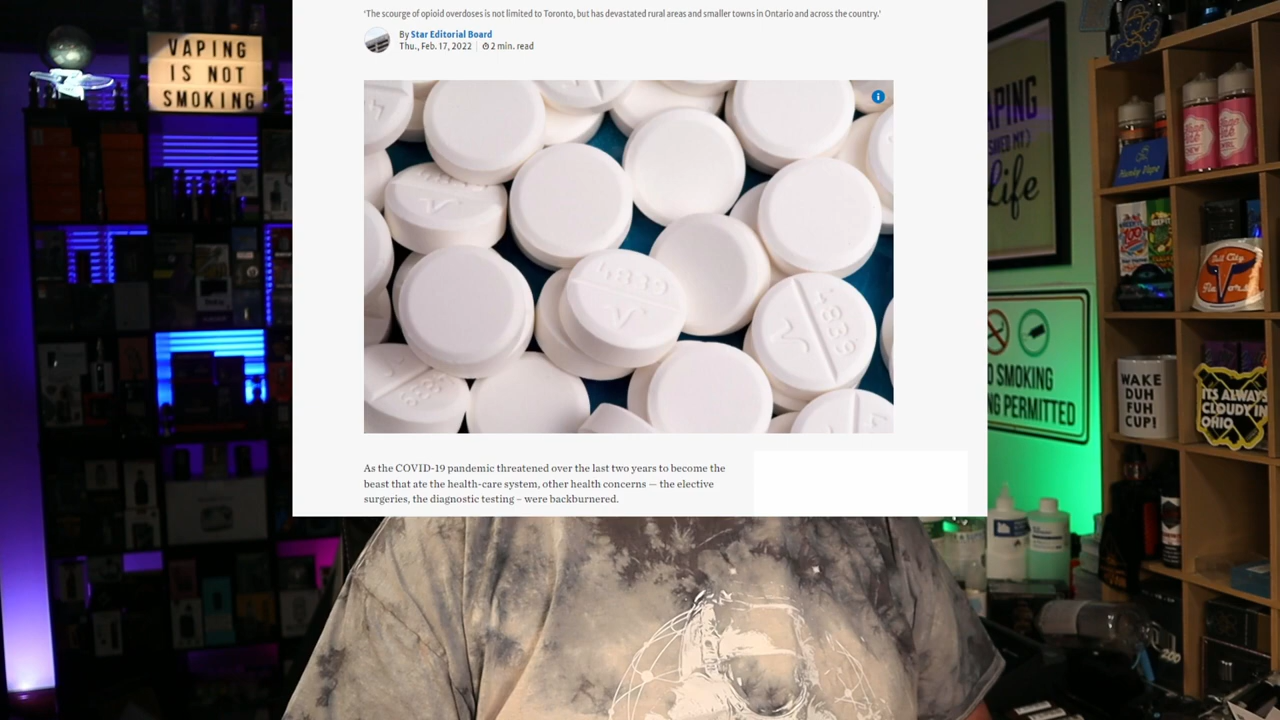 'The scourge of opioid overdoses is not limited to Toronto, but has devastated rural areas and smaller towns in Ontario and across the country.'
By Star Editorial Board
Thu., Feb. 17, 2022
2 min. read
As the COVID-19 pandemic threatened over the last two years to become the
beast that ate the health-care system, other health concerns — the elective
surgeries, the diagnostic testing – were backburnered.
VAPING
IS NOT
SMOKING
4839
V
4839
V
APING
Life
SMOKING
PERMITTED
WAKE
DUH
FUH
CUP!
ITS ALWAYS
CLOUDY IN
OHIO